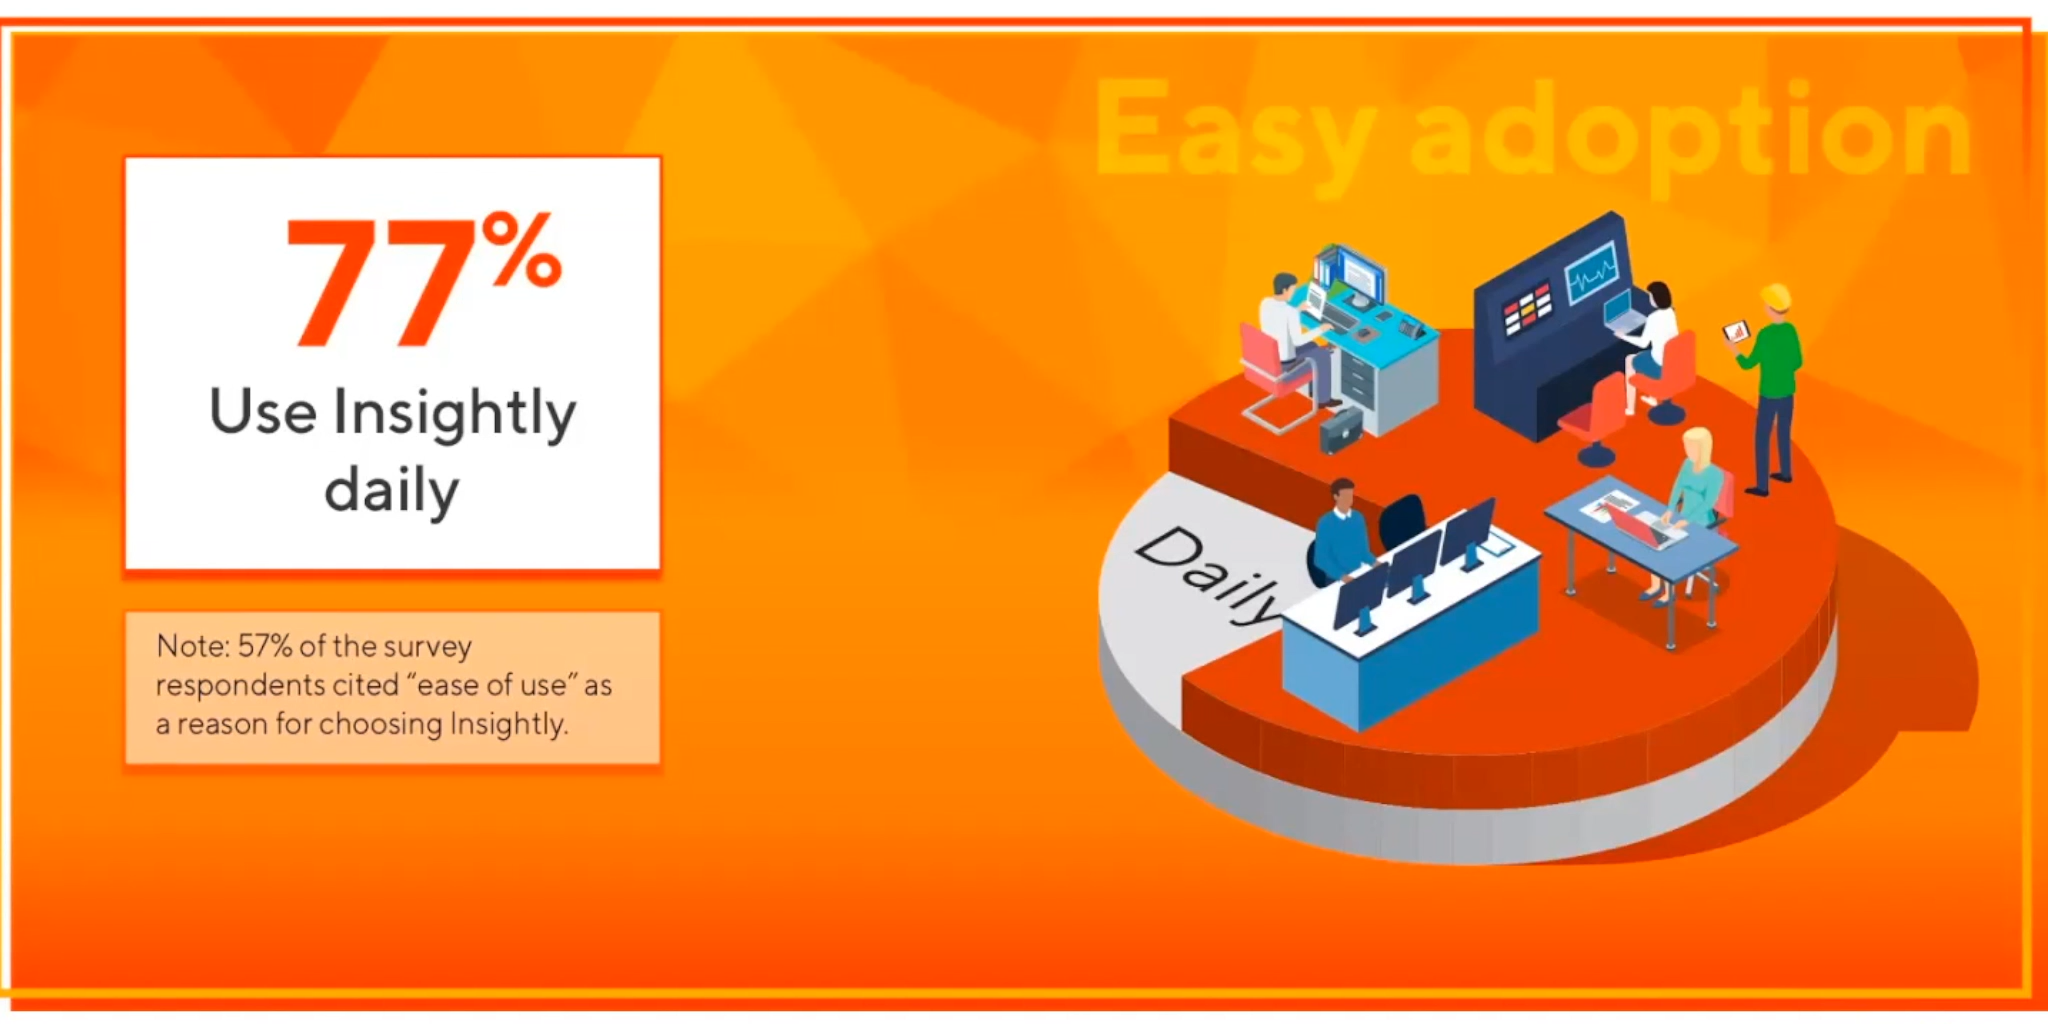 Easy adoption
77%
Use Insightly
daily
Note: 57% of the survey
respondents cited “ease of use” as
a reason for choosing Insightly.
Daily